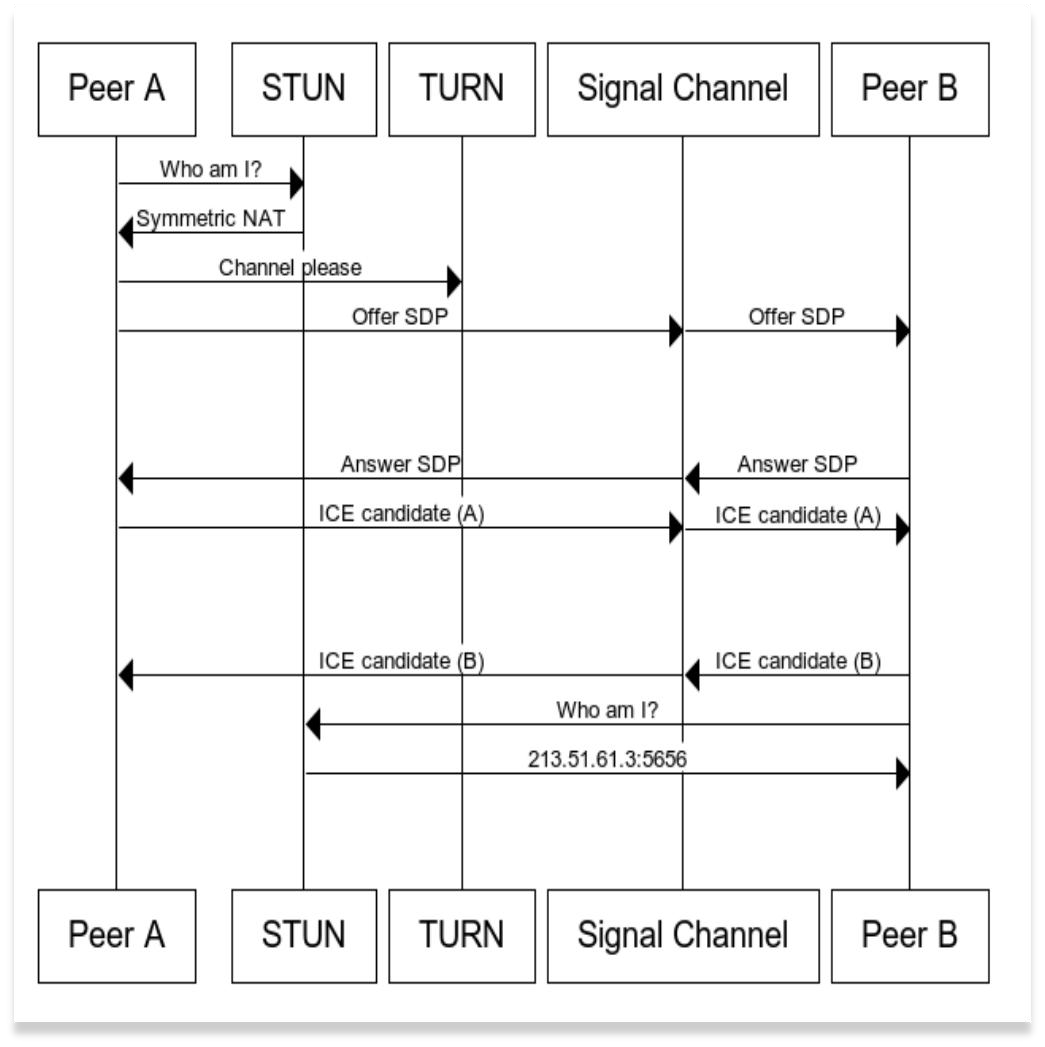 Peer A
STUN
TURN
Signal Channel
Peer B
Who am I?
Symmetric NAT
Channel please
Offer SDP
Offer SDP
Answer SDP
Answer SDP
ICE candidate (A)
ICE candidate (A)
ICE candidate (B)
ICE candidate (B)
Who am I?
213.51.61.3:5656
Peer A
STUN
TURN
Signal Channel
Peer B